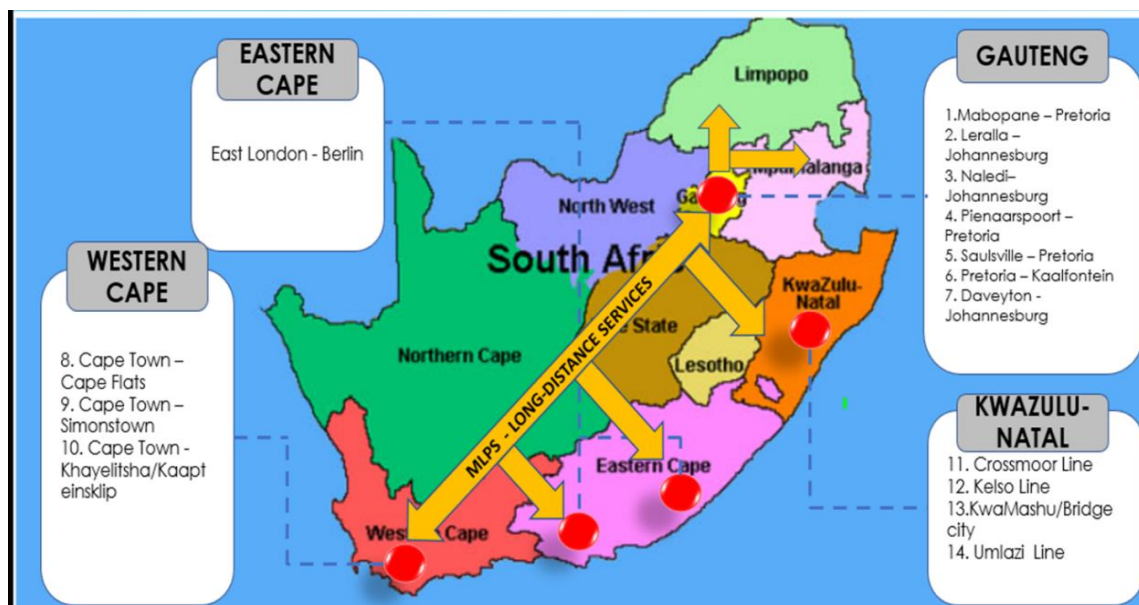 EASTERN
CAPE
East London - Berlin
WESTERN
CAPE
8. Cape Town –
Cape Flats
9. Cape Town –
Simonstown
10. Cape Town -
Khayelitsha/Kaapt
einsklip
Limpopo
North West
South
Northern Cape
State
Lesotho
KwaZulu-
Natal
Eastern Cape
Cape
MLPS - LONG-DISTANCE SERVICES
GAUTENG
1.Mabopane – Pretoria
2. Leralla –
Johannesburg
3. Naledi–
Johannesburg
4. Pienaarspoort –
Pretoria
5. Saulsville – Pretoria
6. Pretoria – Kaalfontein
7. Daveyton -
Johannesburg
KWAZULU-
NATAL
11. Crossmoor Line
12. Kelso Line
13.KwaMashu/Bridge
city
14. Umlazi Line